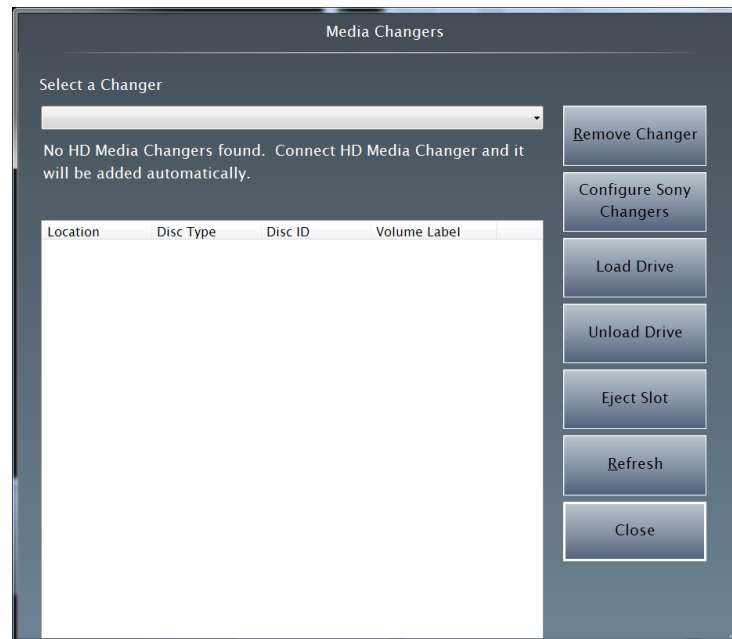 Media Changers
Select a Changer
No HD Media Changers found.  Connect HD Media Changer and it
will be added automatically.
Location Disc Type Disc ID Volume Label
Remove Changer
Configure Sony
Changers
Load Drive
Unload Drive
Eject Slot
Refresh
Close